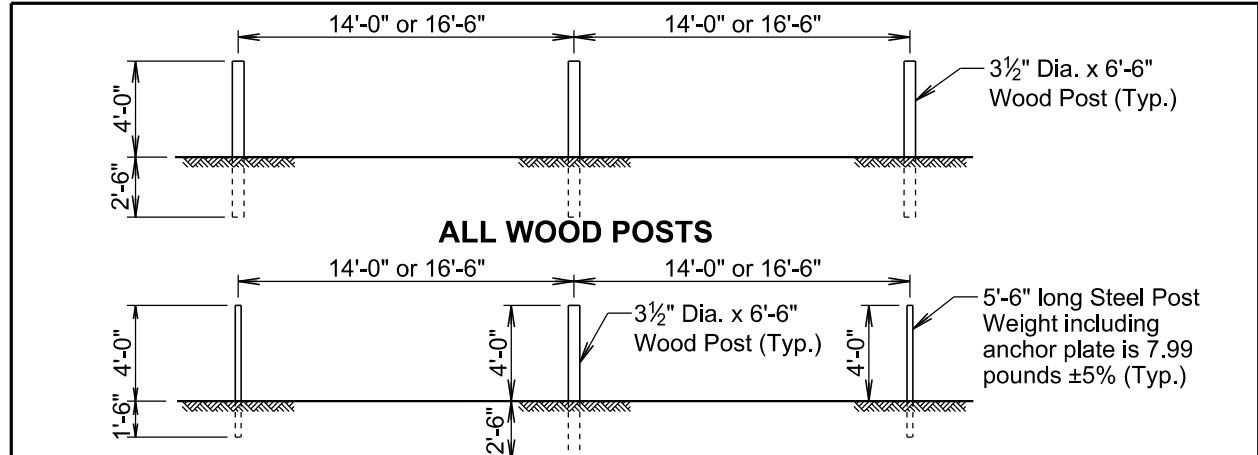 14'-0" or 16'-6" 14'-0" or 16'-6"
3½" Dia. x 6'-6"
Wood Post (Typ.)
4'-0"
2'-6"
ALL WOOD POSTS
14'-0" or 16'-6" 14'-0" or 16'-6"
4'-0"
1'-6"
4'-0"
2'-6"
3½" Dia. x 6'-6"
Wood Post (Typ.)
4'-0"
5'-6" long Steel Post
Weight including
anchor plate is 7.99
pounds ±5% (Typ.)